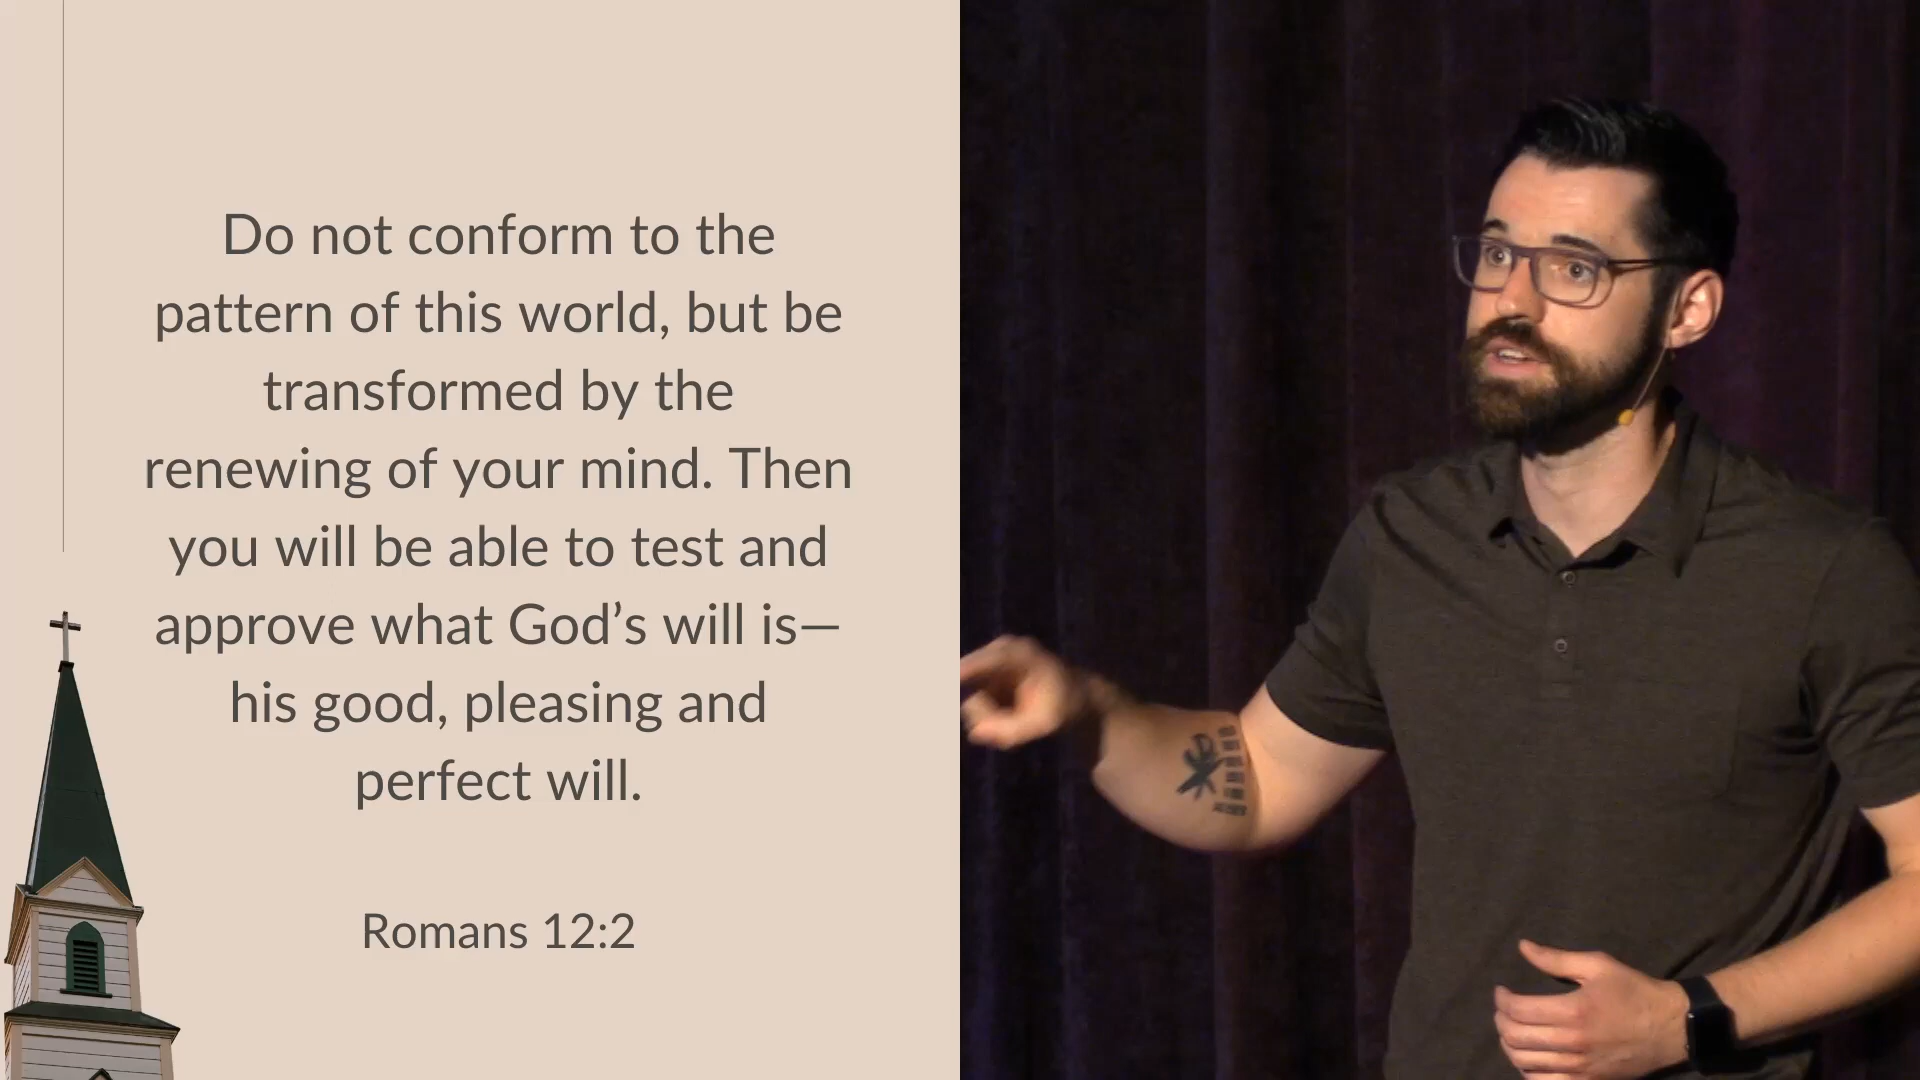 Do not conform to the
pattern of this world, but be
transformed by the
renewing of your mind. Then
you will be able to test and
approve what God’s will is—
his good, pleasing and
perfect will.
Romans 12:2